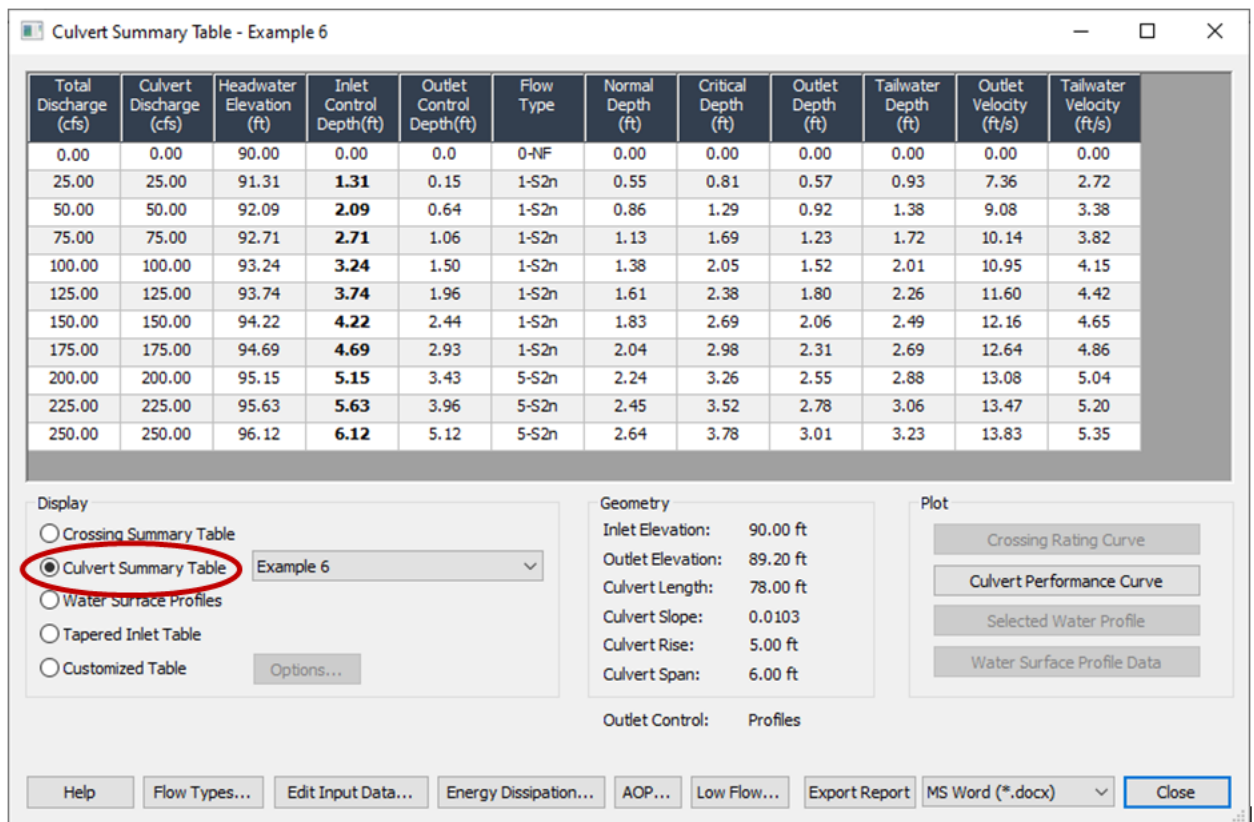 Culvert Summary Table - Example 6
Total Discharge (cfs) Culvert Discharge (cfs) Headwater Elevation (ft) Inlet Control Depth(ft) Outlet Control Depth(ft) Flow Type Normal Depth (ft) Critical Depth (ft) Outlet Depth (ft) Tailwater Depth (ft) Outlet Velocity (ft/s) Tailwater Velocity (ft/s)
0.00 0.00 90.00 0.00 0.0 0-NF 0.00 0.00 0.00 0.00 0.00 0.00
25.00 25.00 91.31 1.31 0.15 1-S2n 0.55 0.81 0.57 0.93 7.36 2.72
50.00 50.00 92.09 2.09 0.64 1-S2n 0.86 1.29 0.92 1.38 9.08 3.38
75.00 75.00 92.71 2.71 1.06 1-S2n 1.13 1.69 1.23 1.72 10.14 3.82
100.00 100.00 93.24 3.24 1.50 1-S2n 1.38 2.05 1.52 2.01 10.95 4.15
125.00 125.00 93.74 3.74 1.96 1-S2n 1.61 2.38 1.80 2.26 11.60 4.42
150.00 150.00 94.22 4.22 2.44 1-S2n 1.83 2.69 2.06 2.49 12.16 4.65
175.00 175.00 94.69 4.69 2.93 1-S2n 2.04 2.98 2.31 2.69 12.64 4.86
200.00 200.00 95.15 5.15 3.43 5-S2n 2.24 3.26 2.55 2.88 13.08 5.04
225.00 225.00 95.63 5.63 3.96 5-S2n 2.45 3.52 2.78 3.06 13.47 5.20
250.00 250.00 96.12 6.12 5.12 5-S2n 2.64 3.78 3.01 3.23 13.83 5.35
Display
Crossing Summary Table
Culvert Summary Table Example 6
Water Surface Profiles
Tapered Inlet Table
Customized Table Options...
Geometry
Inlet Elevation: 90.00 ft
Outlet Elevation: 89.20 ft
Culvert Length: 78.00 ft
Culvert Slope: 0.0103
Culvert Rise: 5.00 ft
Culvert Span: 6.00 ft
Outlet Control: Profiles
Plot
Crossing Rating Curve
Culvert Performance Curve
Selected Water Profile
Water Surface Profile Data
Help Flow Types... Edit Input Data... Energy Dissipation... AOP... Low Flow... Export Report MS Word (*.docx) Close